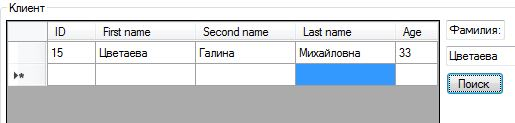 Клиент
ID First name Second name Last name Age
15 Цветаева Галина Михайловна 33
Фамилия:
Цветаева
Поиск